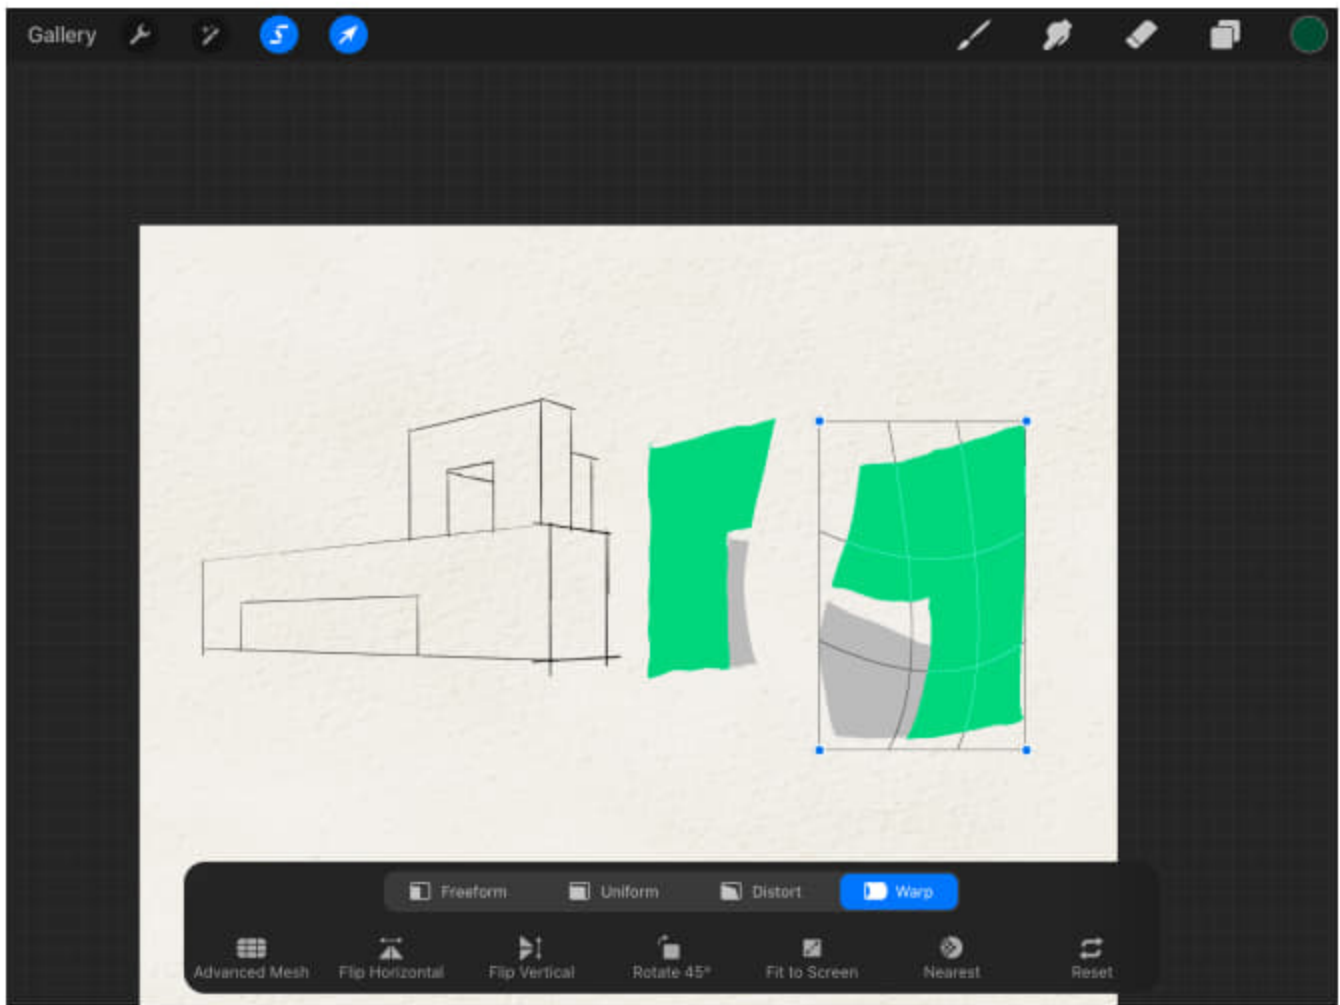 Gallery
Freeform Uniform Distort Warp
Advanced Mesh Flip Horizontal Flip Vertical Rotate 45° Fit to Screen Nearest Reset